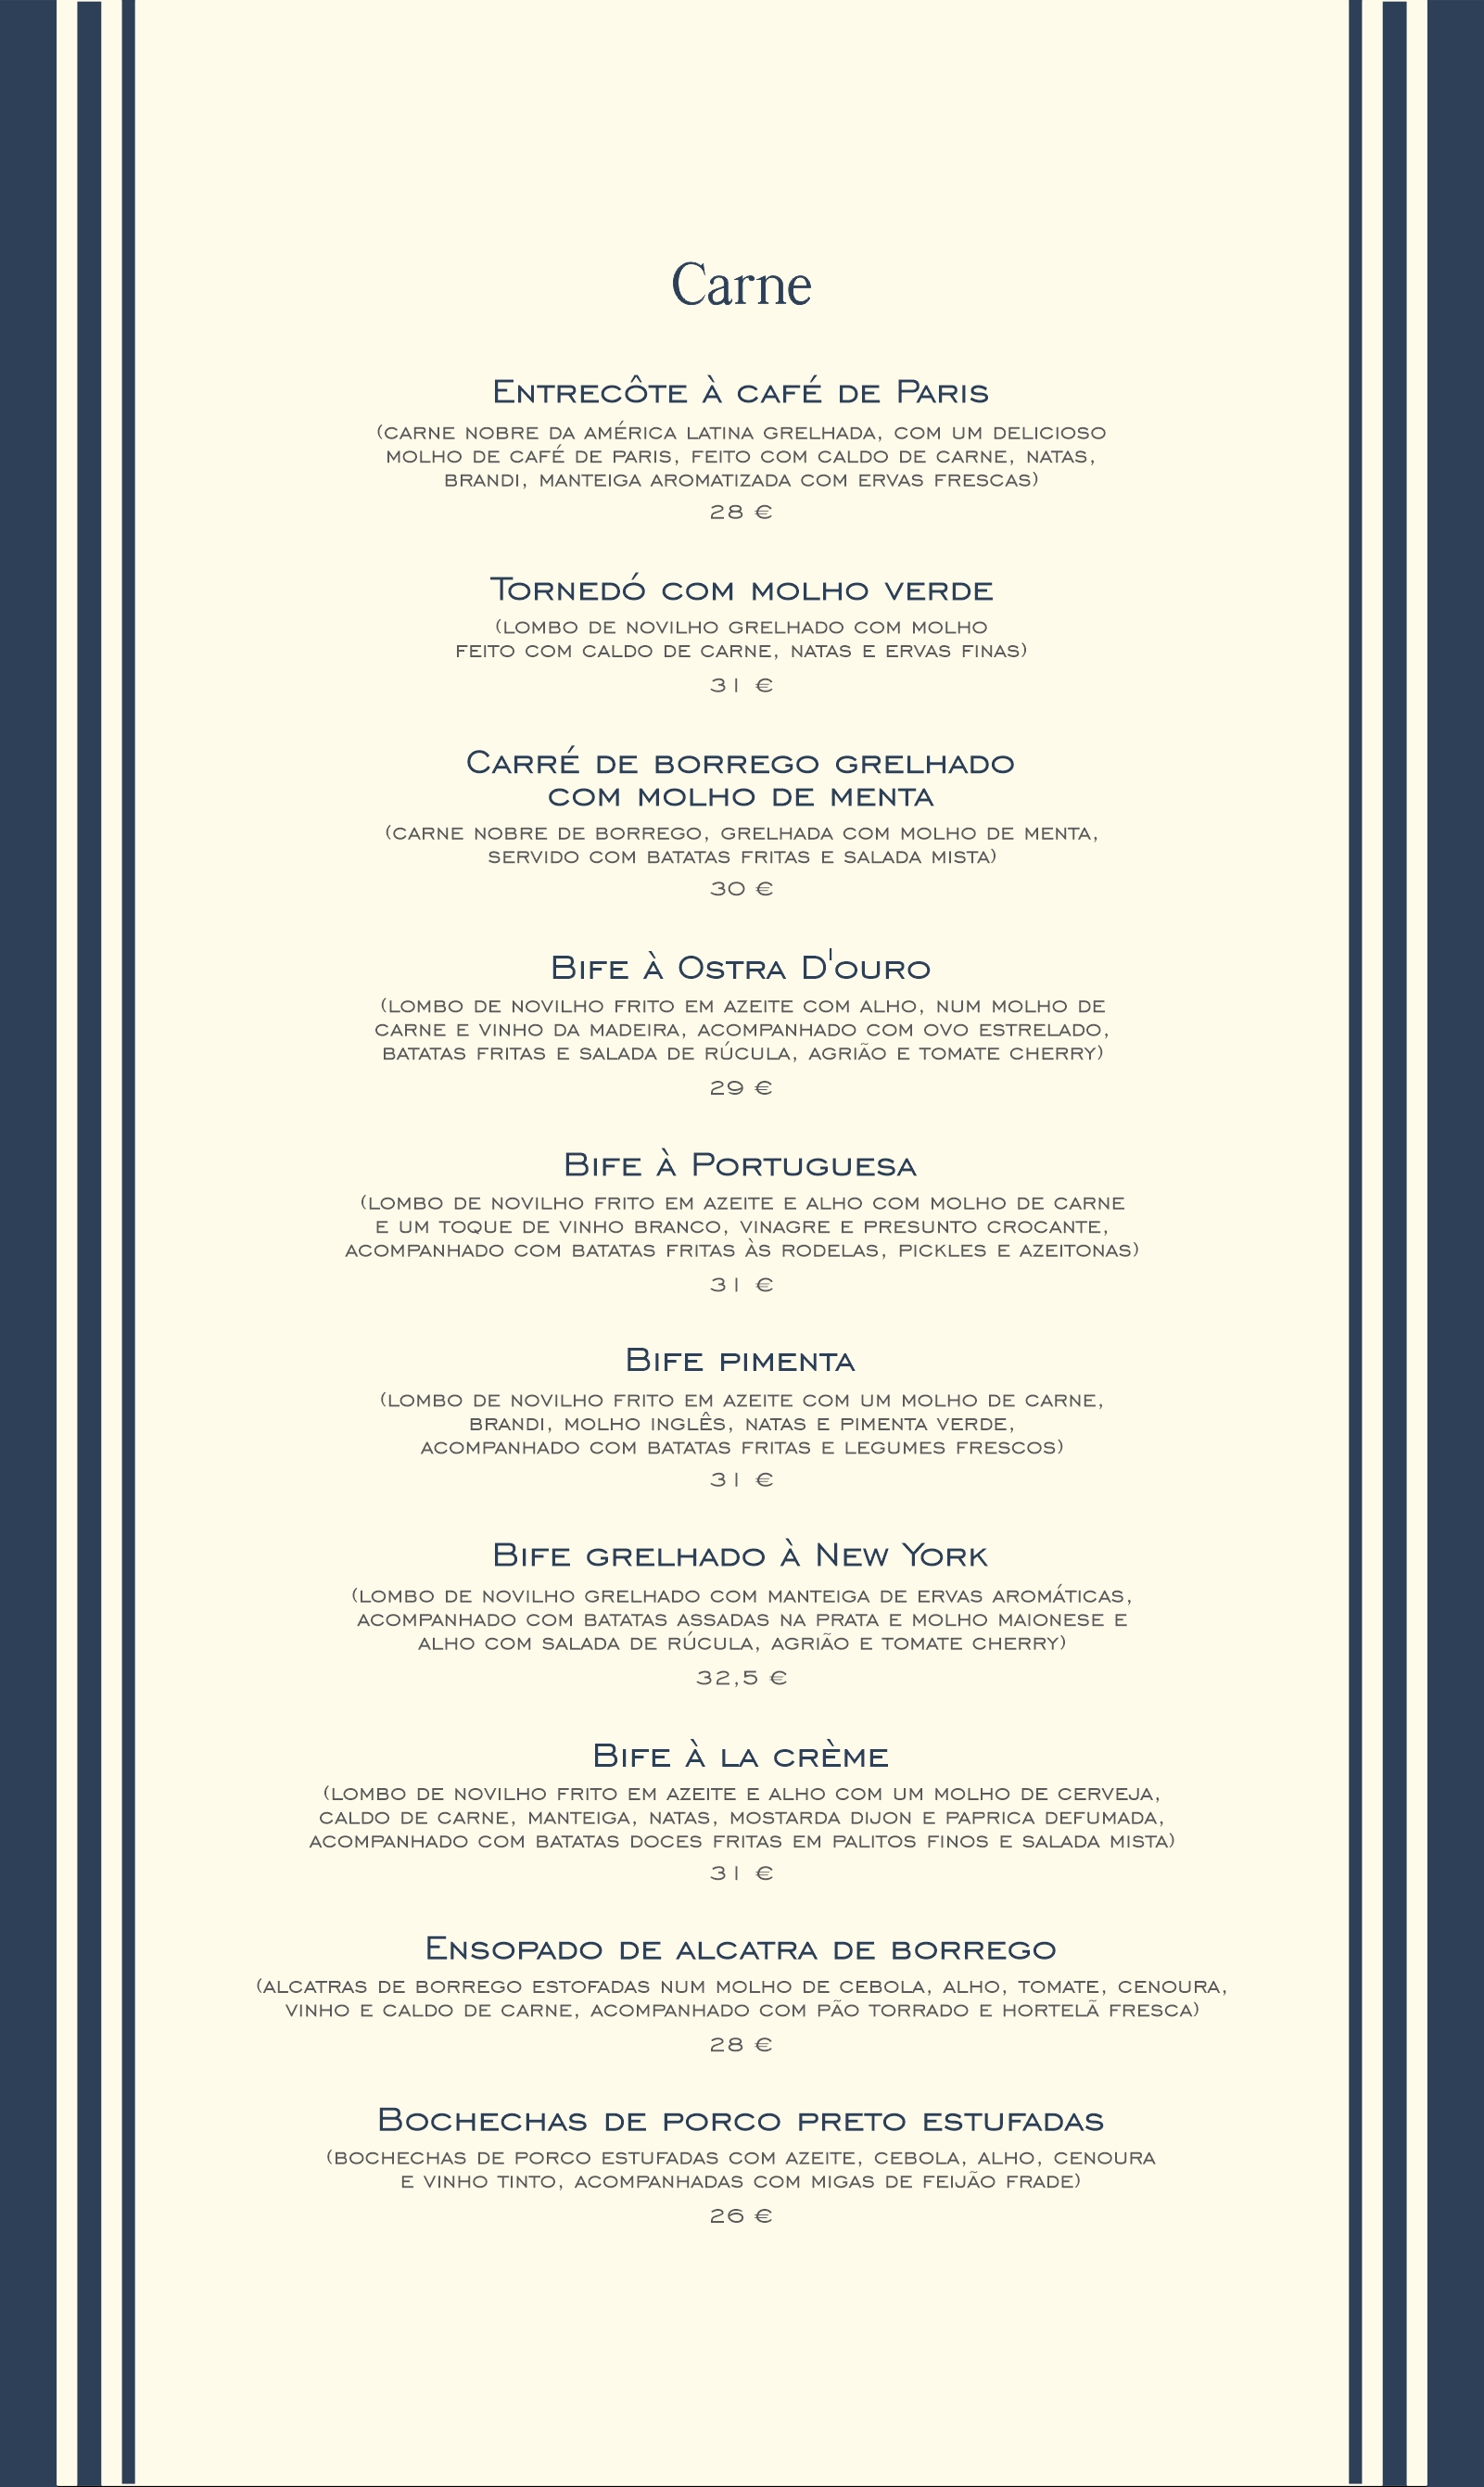 Carne
Entrecôte à café de Paris
(carne nobre da América Latina grelhada, com um delicioso
molho de café de Paris, feito com caldo de carne, natas,
brandi, manteiga aromatizada com ervas frescas)
28 €
Tornedó com molho verde
(lombo de novilho grelhado com molho
feito com caldo de carne, natas e ervas finas)
31 €
Carré de borrego grelhado
com molho de menta
(carne nobre de borrego, grelhada com molho de menta,
servido com batatas fritas e salada mista)
30 €
Bife à Ostra D'ouro
(lombo de novilho frito em azeite com alho, num molho de
carne e vinho da madeira, acompanhado com ovo estrelado,
batatas fritas e salada de rúcula, agrião e tomate cherry)
29 €
Bife à Portuguesa
(lombo de novilho frito em azeite e alho com molho de carne
e um toque de vinho branco, vinagre e presunto crocante,
acompanhado com batatas fritas às rodelas, pickles e azeitonas)
31 €
Bife pimenta
(lombo de novilho frito em azeite com um molho de carne,
brandi, molho inglês, natas e pimenta verde,
acompanhado com batatas fritas e legumes frescos)
31 €
Bife grelhado à New York
(lombo de novilho grelhado com manteiga de ervas aromáticas,
acompanhado com batatas assadas na prata e molho maionese e
alho com salada de rúcula, agrião e tomate cherry)
32,5 €
Bife à la crème
(lombo de novilho frito em azeite e alho com um molho de cerveja,
caldo de carne, manteiga, natas, mostarda dijon e paprica defumada,
acompanhado com batatas doces fritas em palitos finos e salada mista)
31 €
Ensopado de alcatra de borrego
(alcatras de borrego estofadas num molho de cebola, alho, tomate, cenoura,
vinho e caldo de carne, acompanhado com pão torrado e hortelã fresca)
28 €
Bochechas de porco preto estufadas
(bochechas de porco estufadas com azeite, cebola, alho, cenoura
e vinho tinto, acompanhadas com migas de feijão frade)
26 €